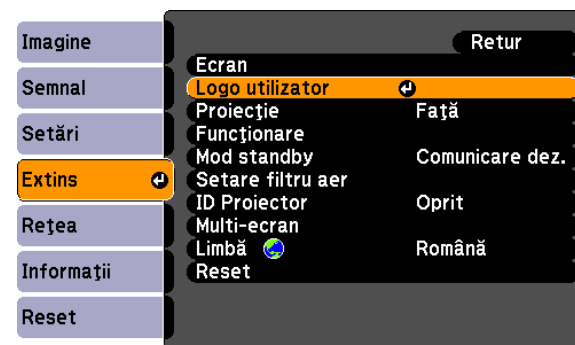 Imagine
Semnal
Setări
Extins
Reţea
Informaţii
Reset
Retur
Ecran
Logo utilizator
Proiecţie Faţă
Funcţionare
Mod standby Comunicare dez.
Setare filtru aer
ID Proiector Oprit
Multi-ecran
Limbă Română
Reset